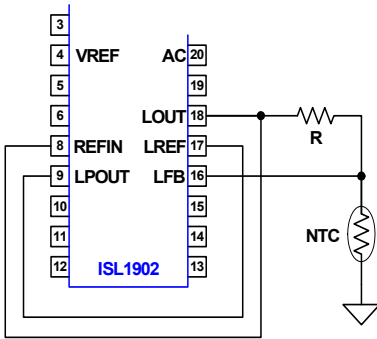 3
4 VREF AC 20
5 19
6 LOUT 18
R
8 REFIN LREF 17
9 LPOUT LFB 16
10 15
NTC
11 14
12 ISL1902 13